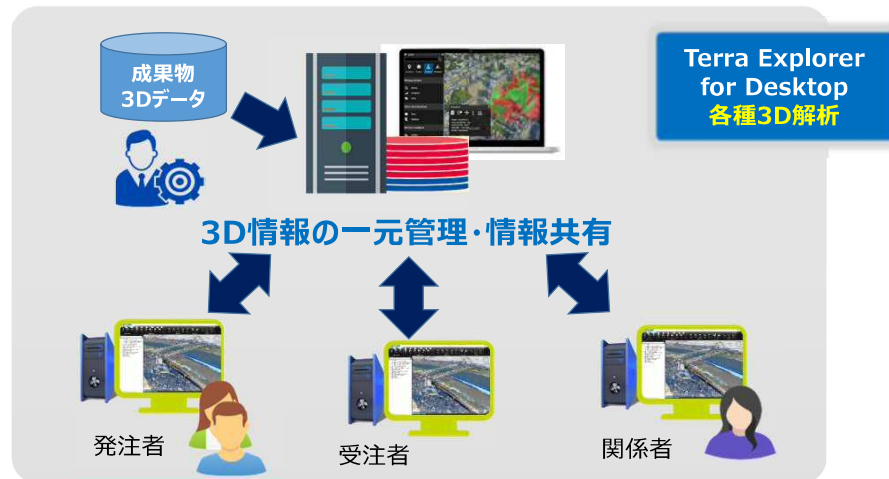 成果物
3Dデータ
Terra Explorer
for Desktop
各種3D解析
3D情報の一元管理・情報共有
発注者
受注者
関係者